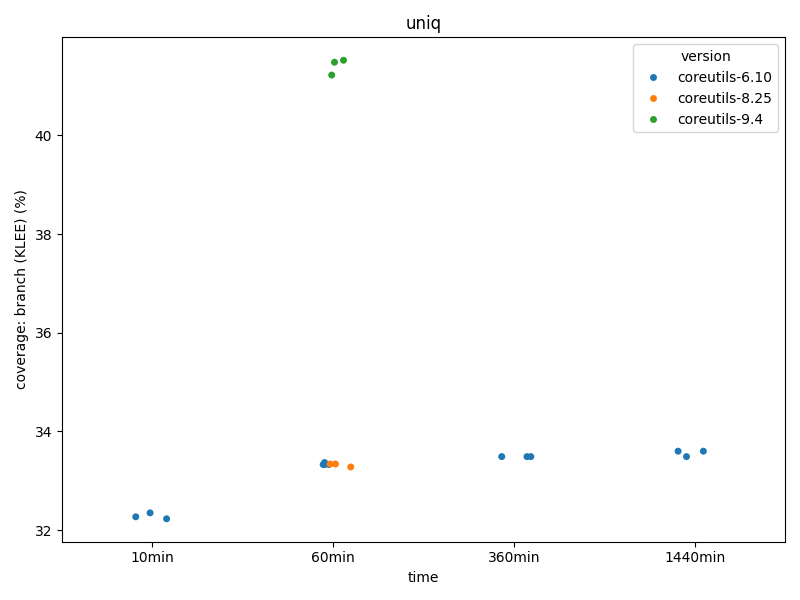 uniq
version
coreutils-6.10
coreutils-8.25
coreutils-9.4
coverage: branch (KLEE) (%)
40
38
36
34
32
10min
60min
360min
1440min
time